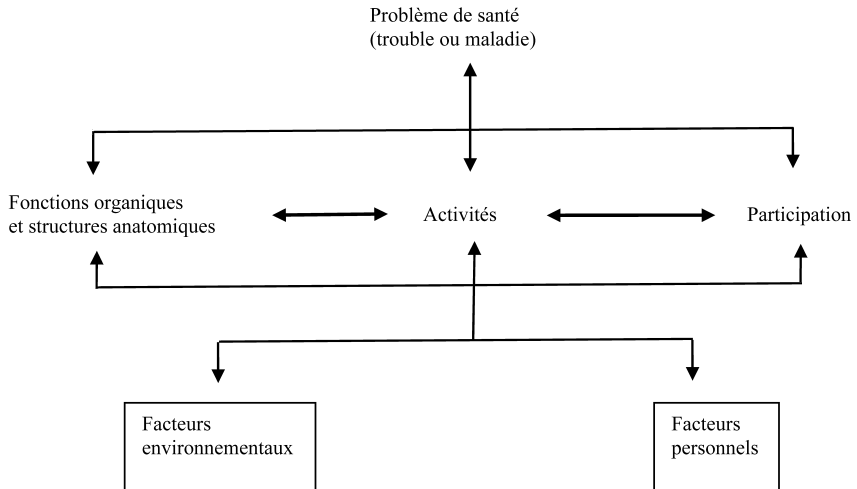 Problème de santé
(trouble ou maladie)
Fonctions organiques
et structures anatomiques
Activités
Participation
Facteurs
environnementaux
Facteurs
personnels